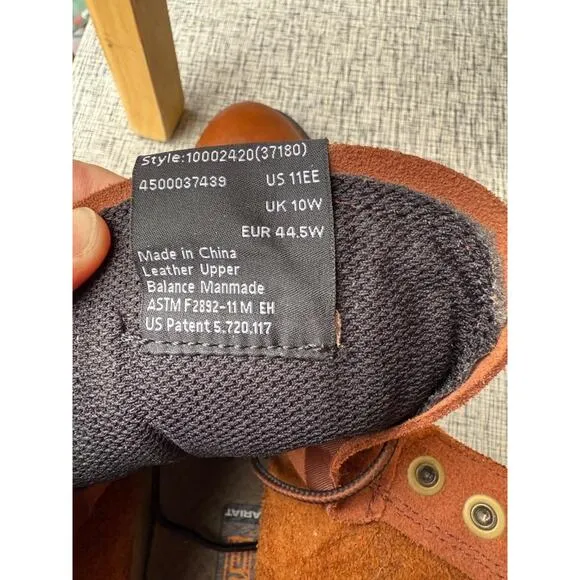 Style:10002420(37180)
4500037439 US 11EE
UK 10W
EUR 44.5W
Made in China
Leather Upper
Balance Manmade
ASTM F2892-11 M EH
US Patent 5,720,117
ARIAT